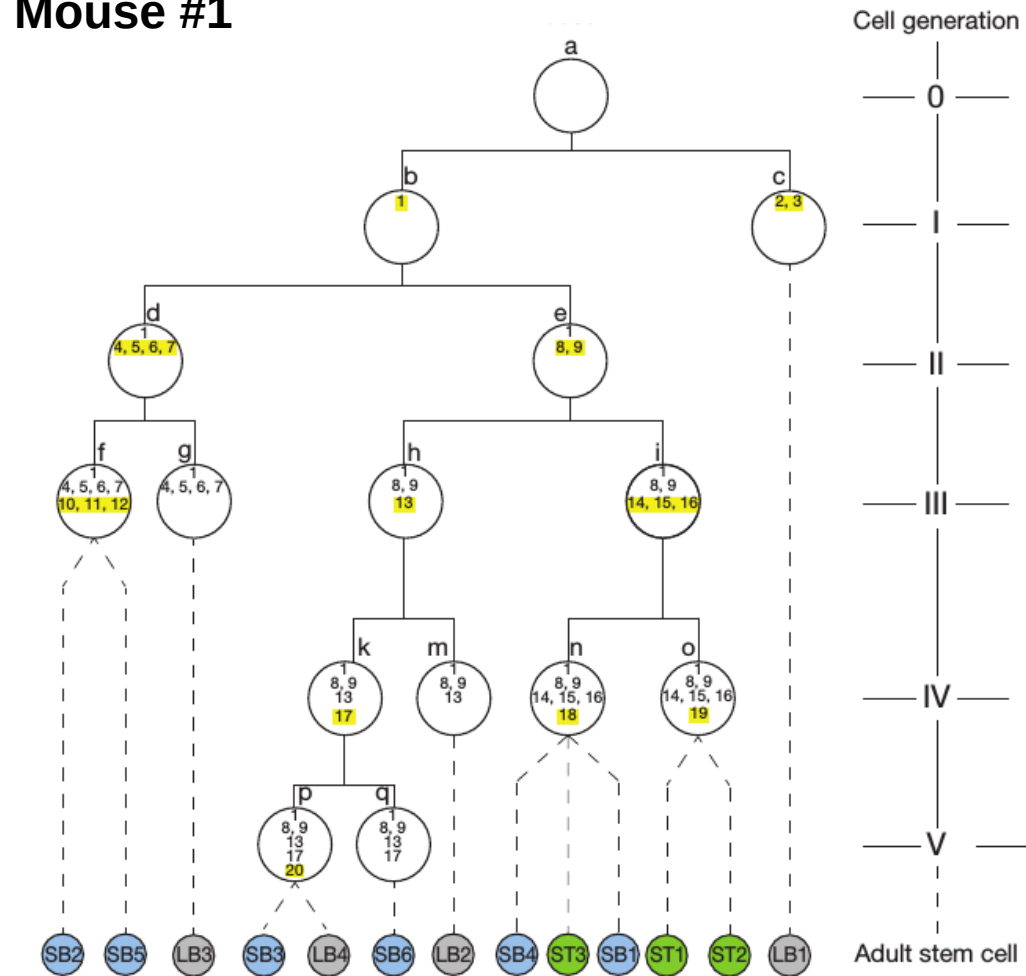 Mouse #1
Cell generation
a
0
b
c
1
2, 3
I
d
e
1
4, 5, 6, 7
1
8, 9
II
f
g
h
i
1
4, 5, 6, 7
10, 11, 12
1
4, 5, 6, 7
1
8, 9
13
1
8, 9
14, 15, 16
III
k
m
n
o
1
8, 9
13
17
1
8, 9
13
1
8, 9
14, 15, 16
18
1
8, 9
14, 15, 16
19
IV
p
q
1
8, 9
13
17
20
1
8, 9
13
17
V
SB2 SB5 LB3 SB3 LB4 SB6 LB2 SB4 ST3 SB1 ST1 ST2 LB1 Adult stem cell